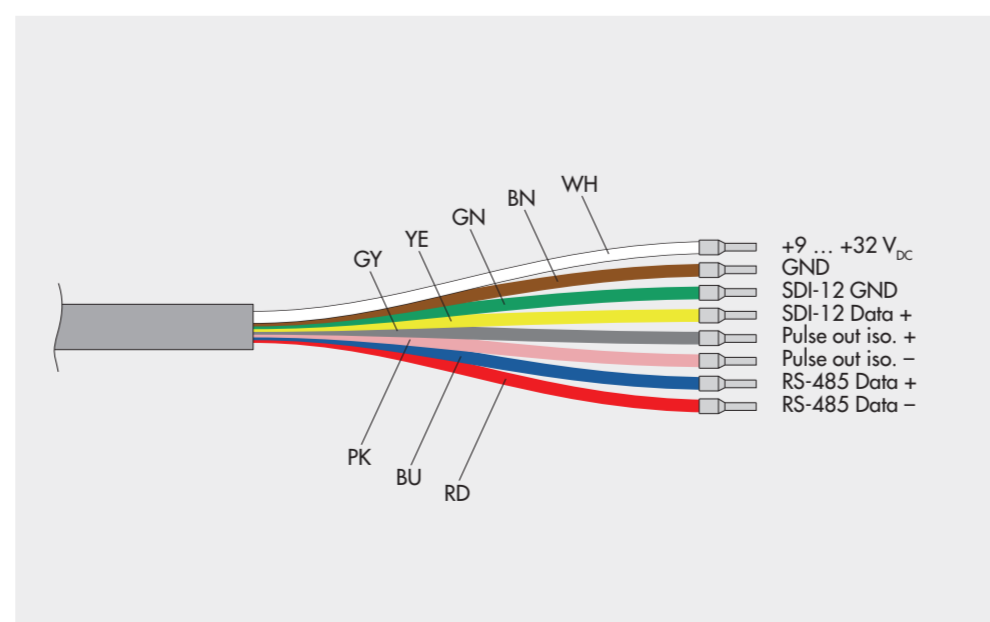 WH
BN
GN
YE
GY
+9 … +32 VDC
GND
SDI-12 GND
SDI-12 Data +
Pulse out iso. +
Pulse out iso. –
RS-485 Data +
RS-485 Data –
PK
BU
RD